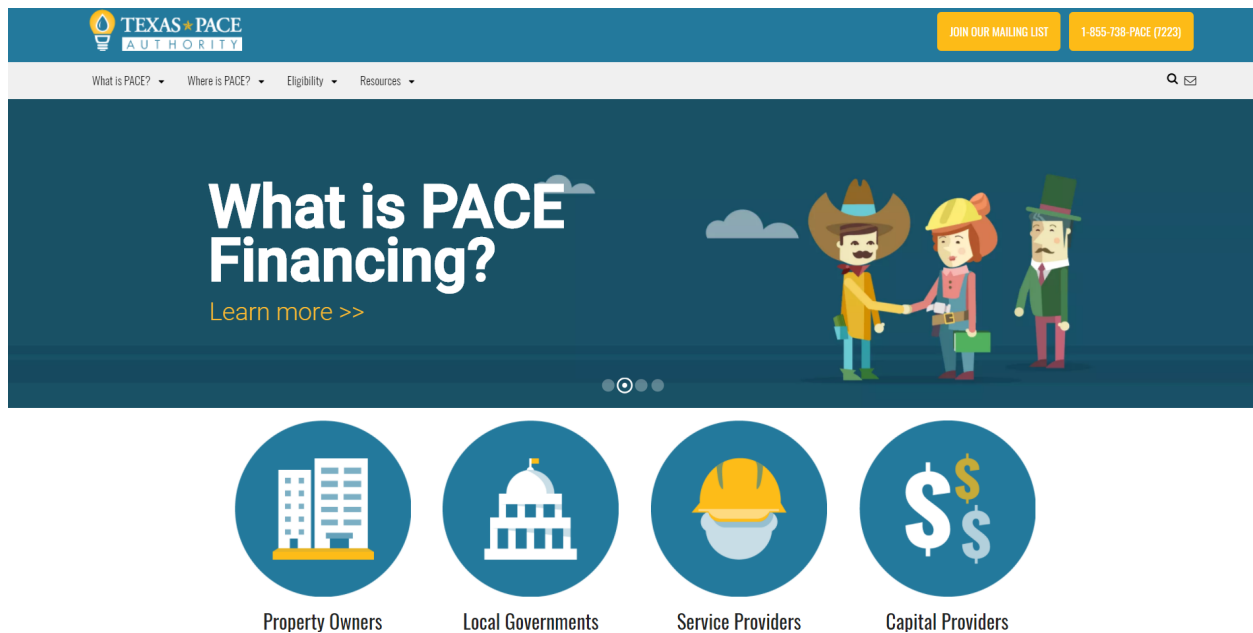 TEXAS★PACE
AUTHORITY
JOIN OUR MAILING LIST
1-855-738-PACE (7223)
What is PACE?
Where is PACE?
Eligibility
Resources
What is PACE
Financing?
Learn more >>
$
$
$
Property Owners
Local Governments
Service Providers
Capital Providers